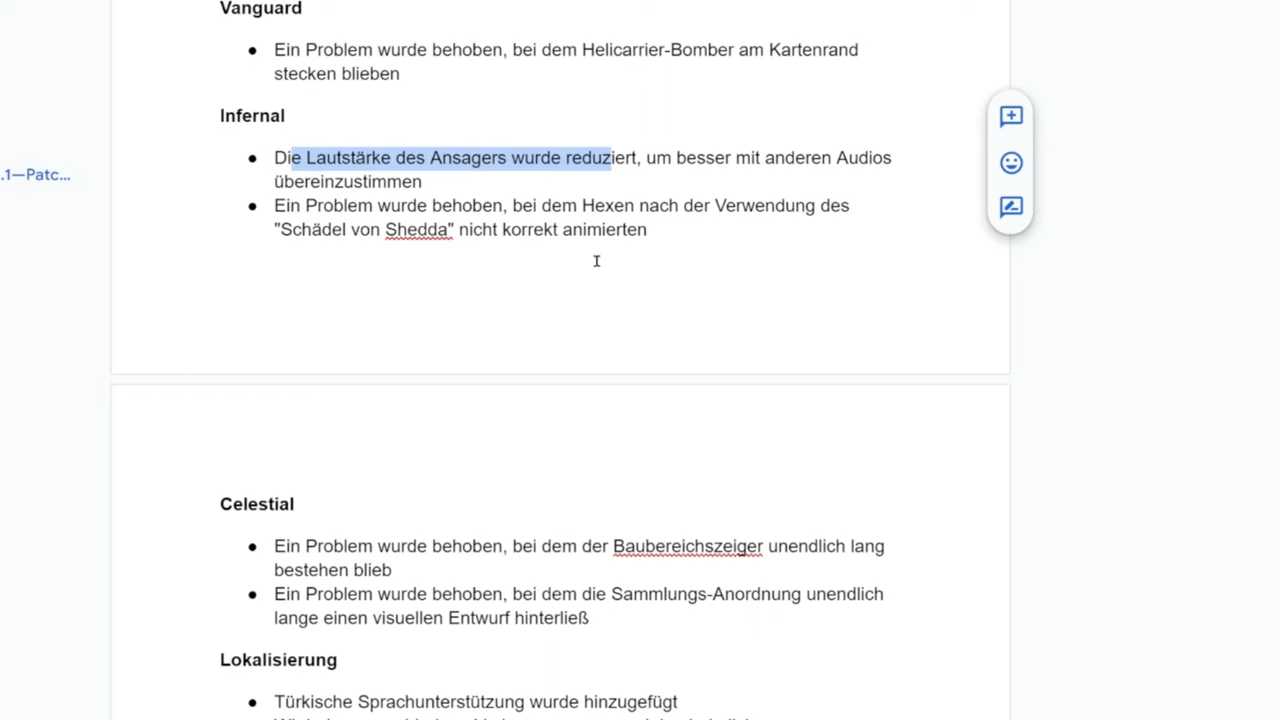 Vanguard
● Ein Problem wurde behoben, bei dem Helicarrier-Bomber am Kartenrand
stecken blieben
Infernal
● Die Lautstärke des Ansagers wurde reduziert, um besser mit anderen Audios
.1—Patc...
übereinzustimmen
● Ein Problem wurde behoben, bei dem Hexen nach der Verwendung des
"Schädel von Shedda" nicht korrekt animierten
Celestial
● Ein Problem wurde behoben, bei dem der Baubereichszeiger unendlich lang
bestehen blieb
● Ein Problem wurde behoben, bei dem die Sammlungs-Anordnung unendlich
lange einen visuellen Entwurf hinterließ
Lokalisierung
● Türkische Sprachunterstützung wurde hinzugefügt